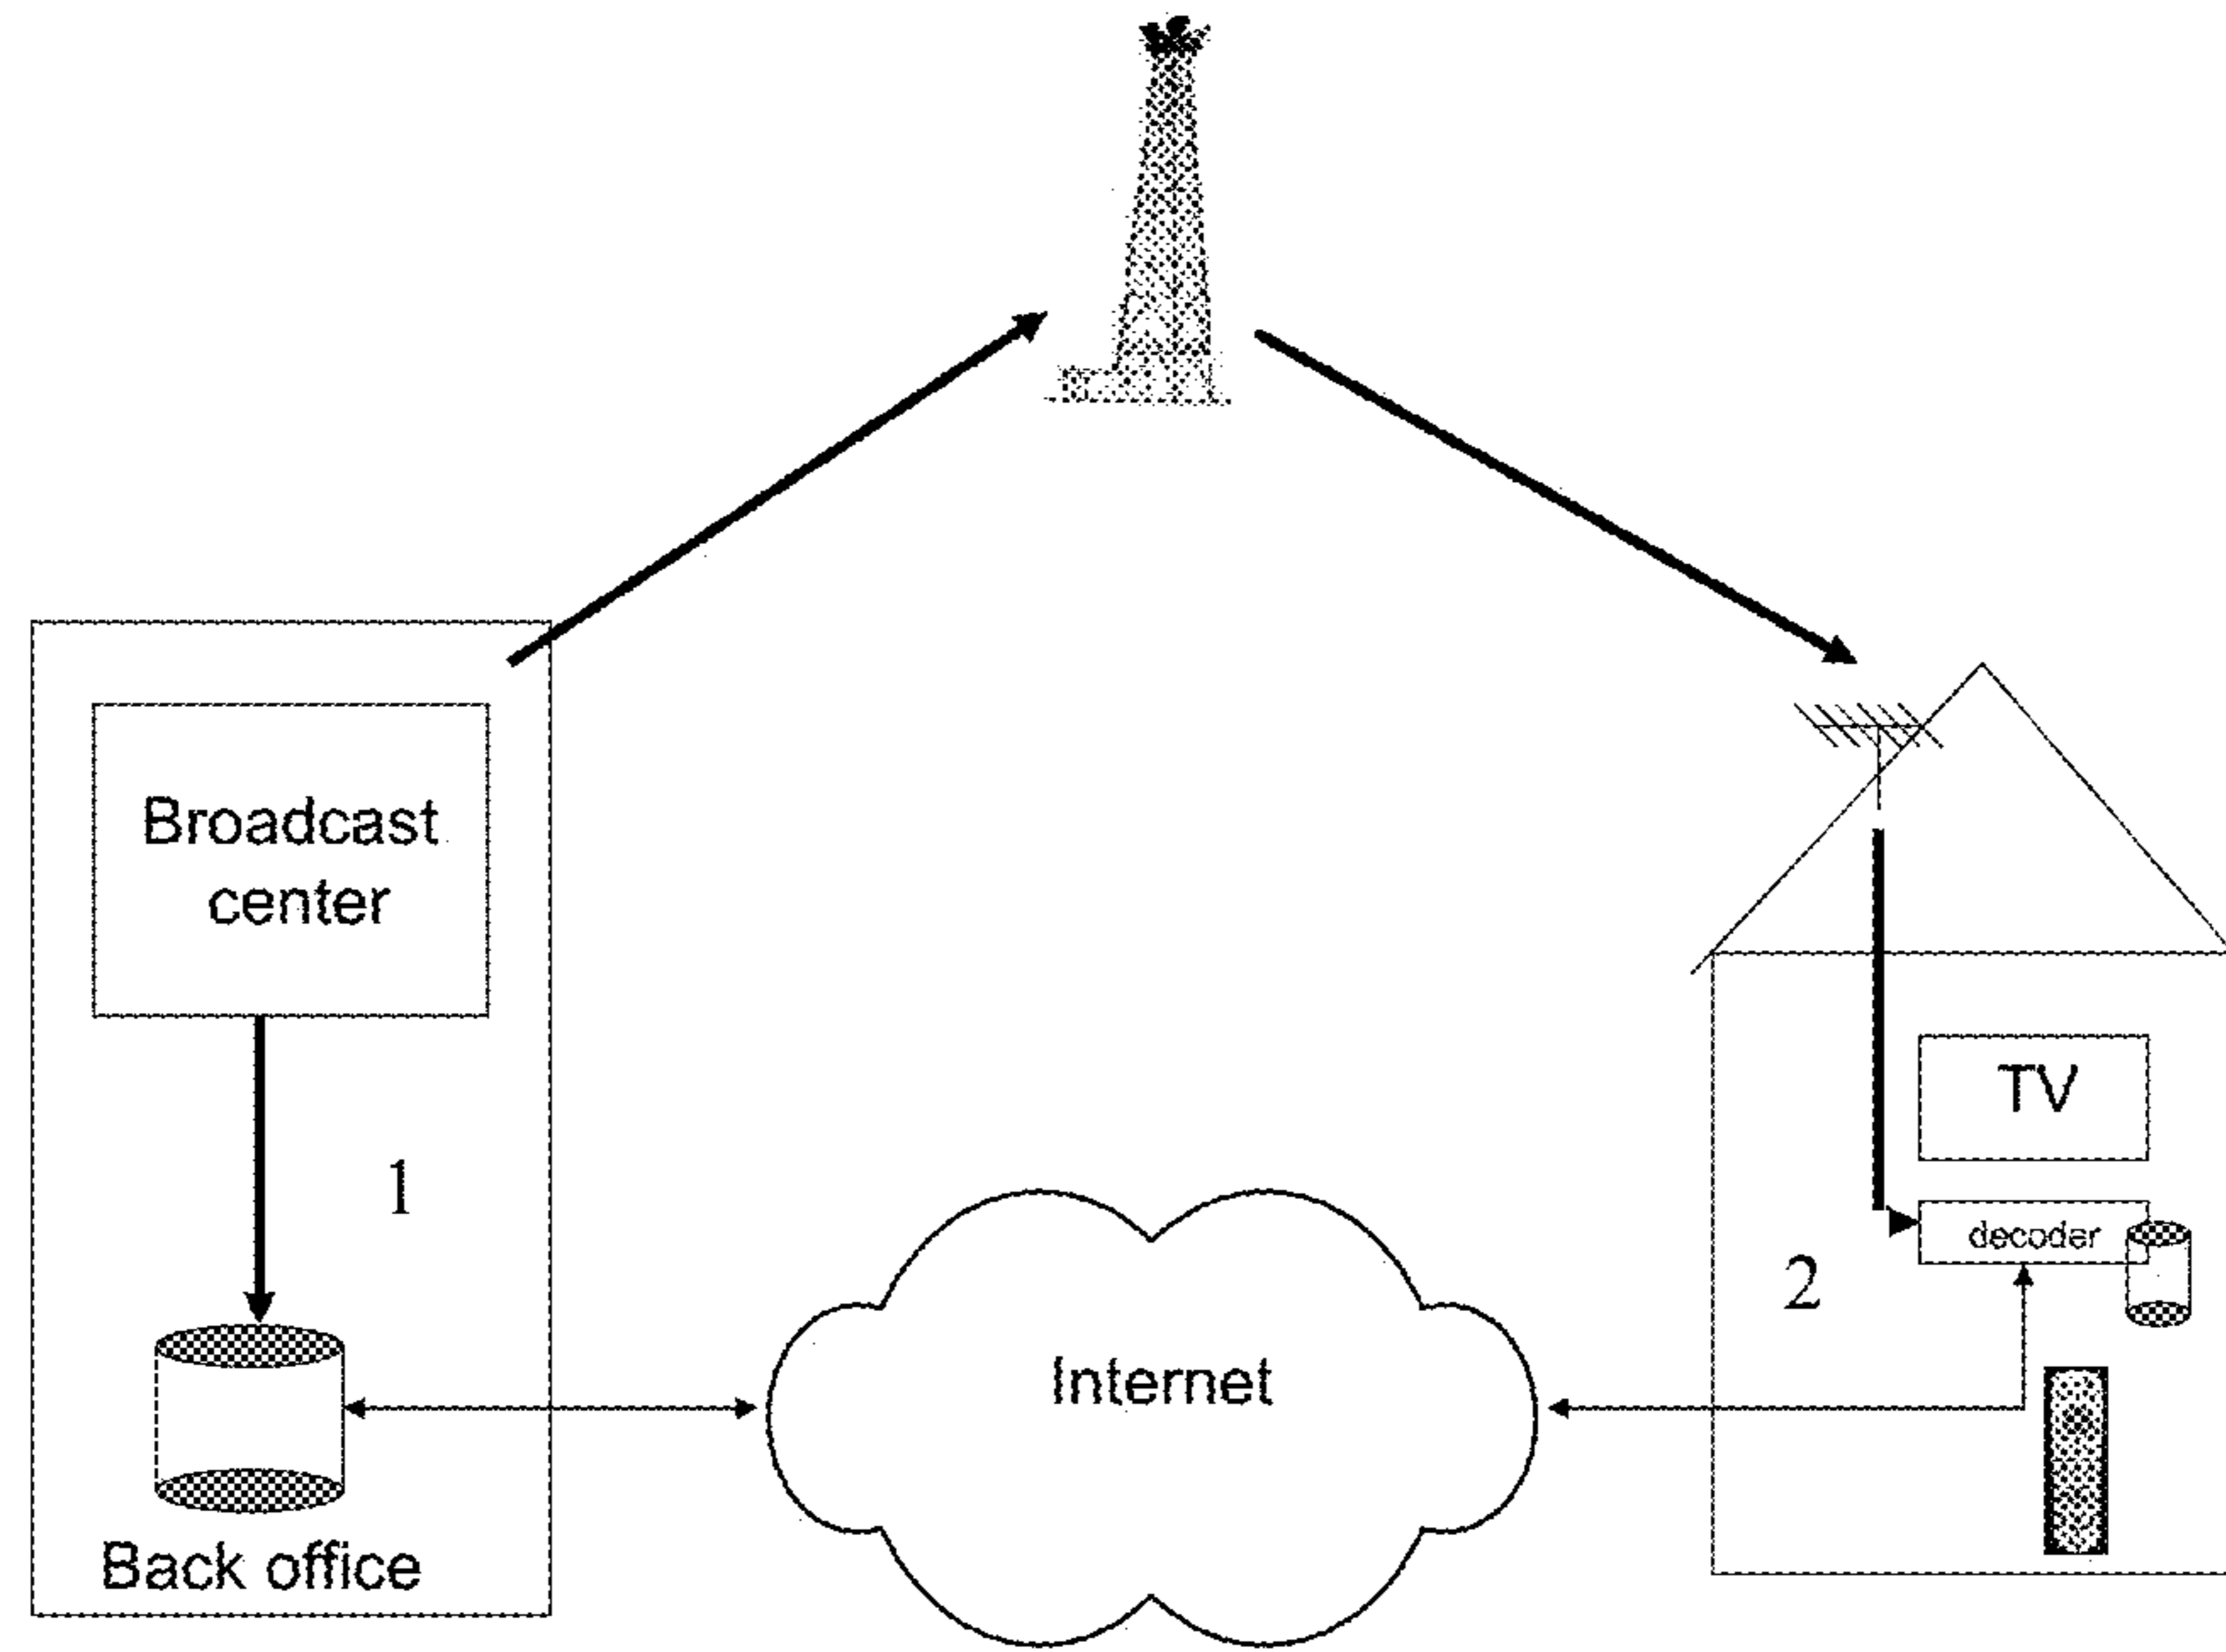 Broadcast
center
TV
1
decoder
2
Internet
Back office